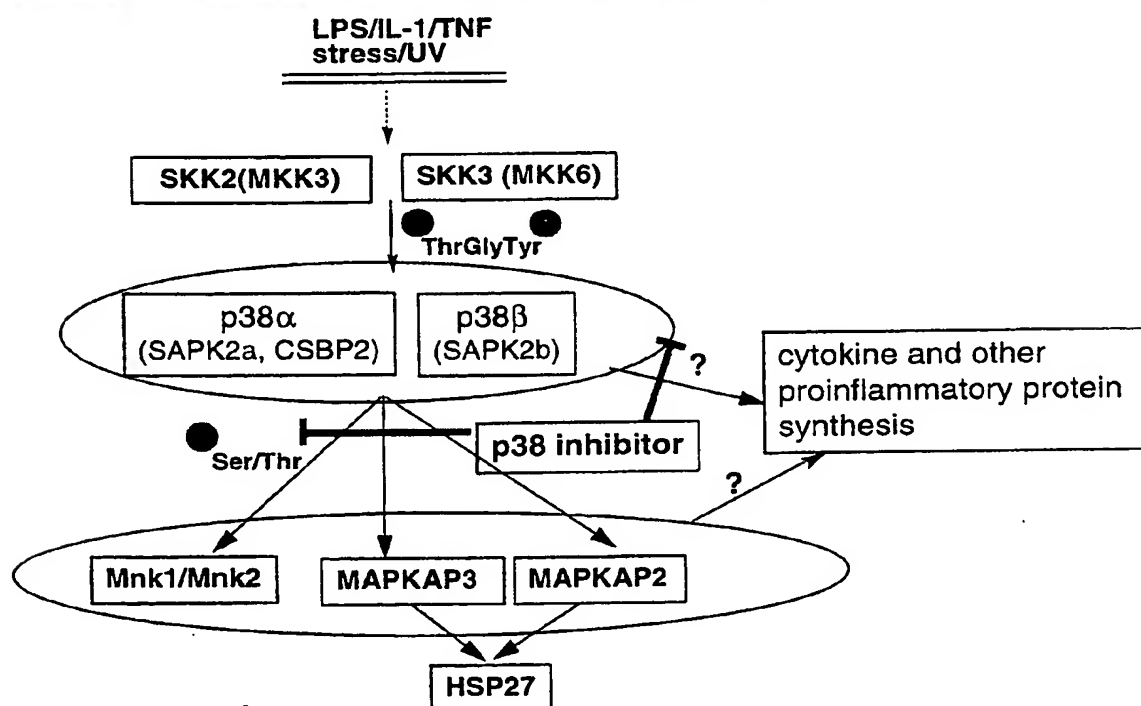 LPS/IL-1/TNF
stress/UV
SKK2(MKK3)
SKK3 (MKK6)
ThrGlyTyr
p38α
(SAPK2a, CSBP2)
p38β
(SAPK2b)
?
cytokine and other
proinflammatory protein
synthesis
Ser/Thr
p38 inhibitor
?
Mnk1/Mnk2
MAPKAP3
MAPKAP2
HSP27